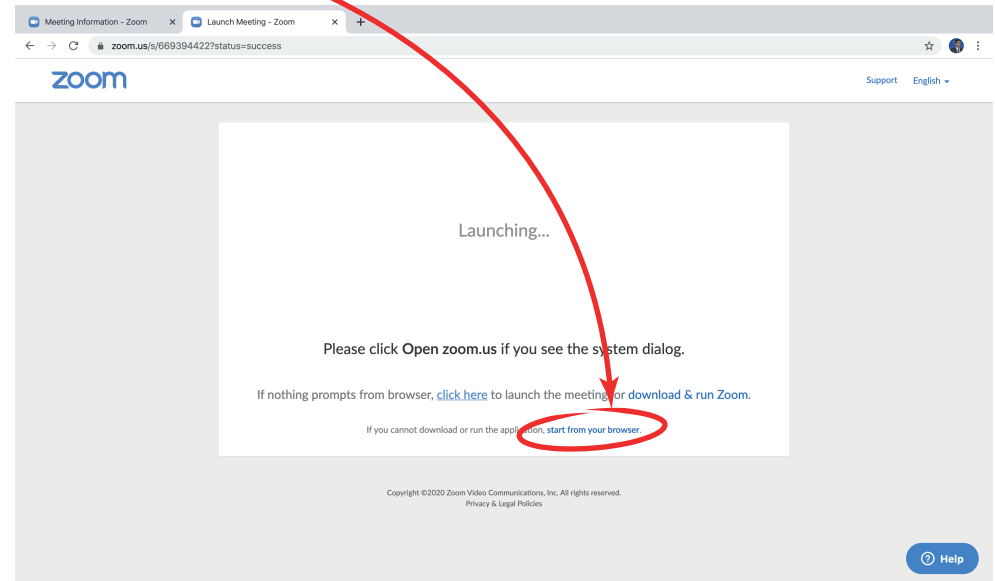 Meeting Information - Zoom
Launch Meeting - Zoom
zoom.us/s/669394422?status=success
zoom
Support English
Launching...
Please click Open zoom.us if you see the system dialog.
If nothing prompts from browser, click here to launch the meeting or download & run Zoom.
If you cannot download or run the application, start from your browser.
Copyright ©2020 Zoom Video Communications, Inc. All rights reserved.
Privacy & Legal Policies
Help